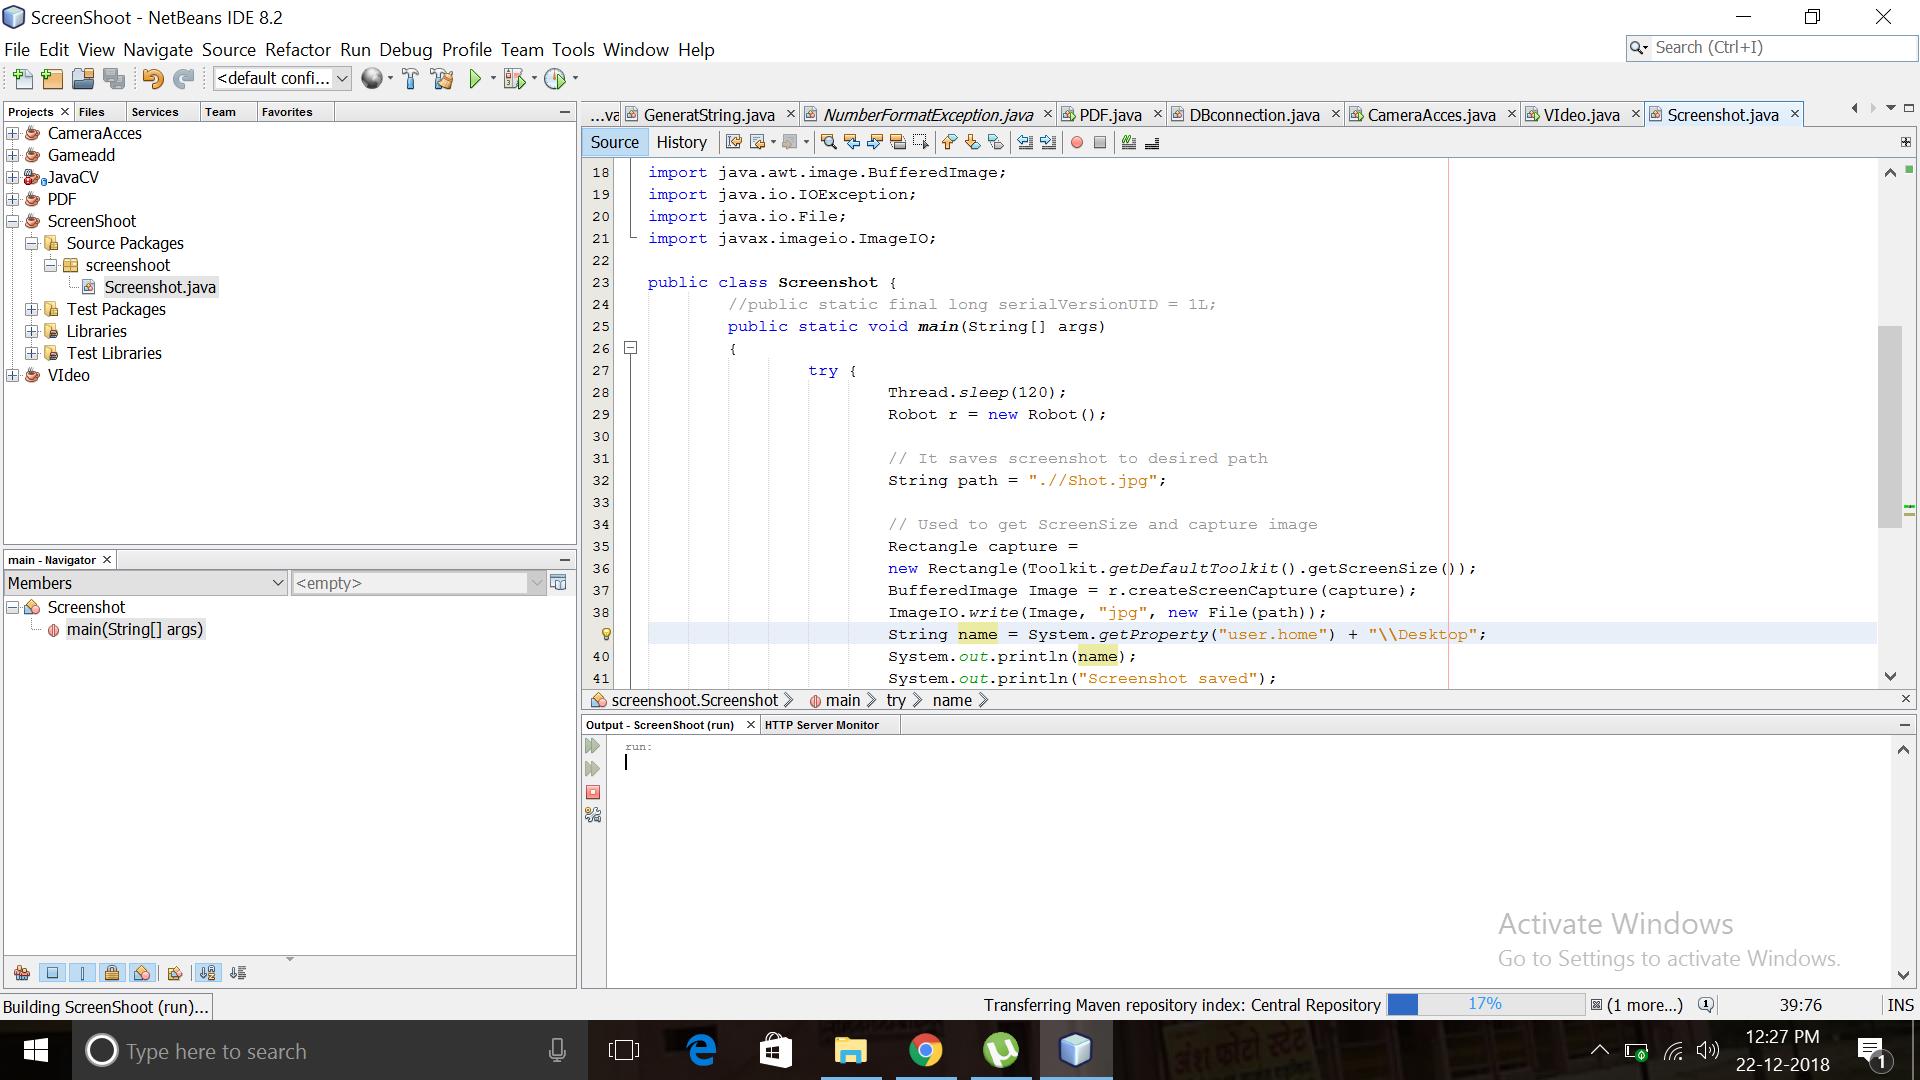 ScreenShoot - NetBeans IDE 8.2
File Edit View Navigate Source Refactor Run Debug Profile Team Tools Window Help
Search (Ctrl+I)
<default confi...
Projects Files Services Team Favorites
CameraAcces
Gameadd
JavaCV
PDF
ScreenShoot
Source Packages
screenshoot
Screenshot.java
Test Packages
Libraries
Test Libraries
VIdeo
main - Navigator
Members <empty>
Screenshot
main(String[] args)
...va GeneratString.java NumberFormatException.java PDF.java DBconnection.java CameraAcces.java VIdeo.java Screenshot.java
Source History
18 import java.awt.image.BufferedImage;
19 import java.io.IOException;
20 import java.io.File;
21 import javax.imageio.ImageIO;
22
23 public class Screenshot {
24 //public static final long serialVersionUID = 1L;
25 public static void main(String[] args)
26 {
27 try {
28 Thread.sleep(120);
29 Robot r = new Robot();
30
31 // It saves screenshot to desired path
32 String path = ".//Shot.jpg";
33
34 // Used to get ScreenSize and capture image
35 Rectangle capture =
36 new Rectangle(Toolkit.getDefaultToolkit().getScreenSize());
37 BufferedImage Image = r.createScreenCapture(capture);
38 ImageIO.write(Image, "jpg", new File(path));
String name = System.getProperty("user.home") + "\\Desktop";
40 System.out.println(name);
41 System.out.println("Screenshot saved");
screenshoot.Screenshot main try name
Output - ScreenShoot (run) HTTP Server Monitor
run:
Activate Windows
Go to Settings to activate Windows.
Building ScreenShoot (run)... Transferring Maven repository index: Central Repository 17% (1 more...) 39:76 INS
Type here to search
12:27 PM
22-12-2018
1